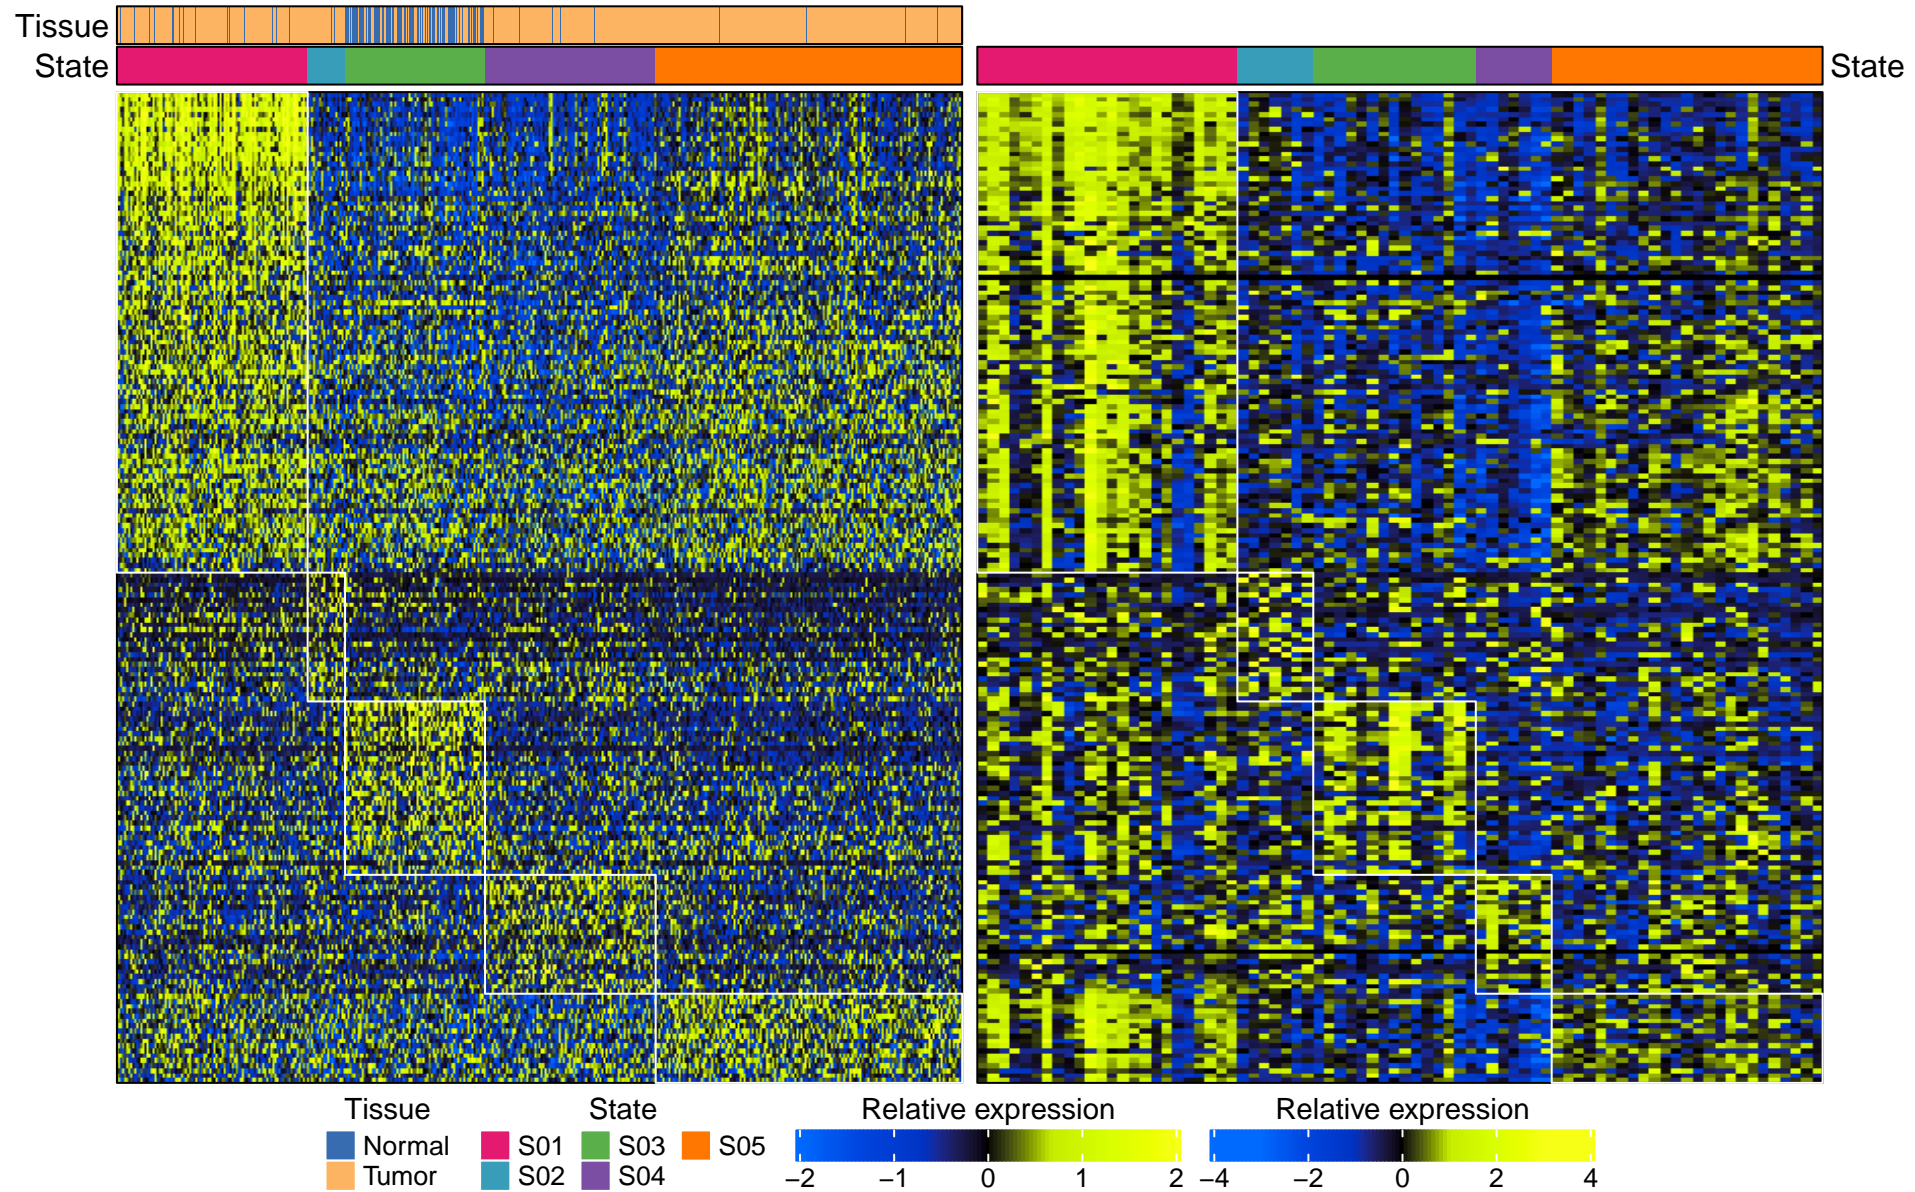 Tissue
State
State
Tissue
Normal
Tumor
State
S01
S02
S03
S04
S05
Relative expression
−2 −1 0 1 2
Relative expression
−4 −2 0 2 4